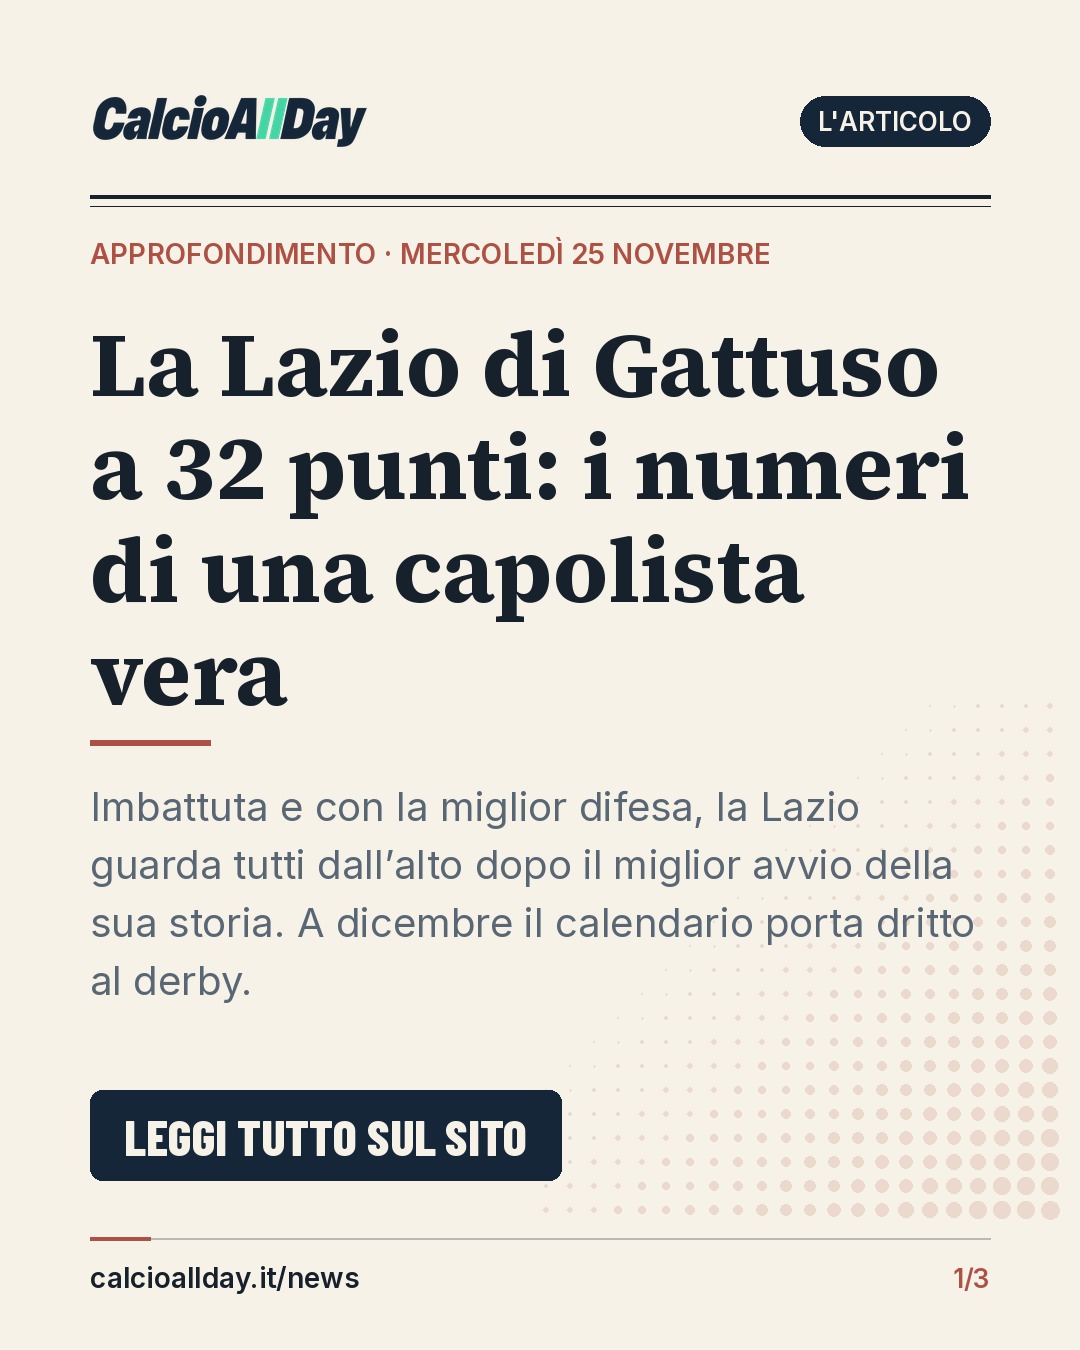 CalcioAllDay
L'ARTICOLO
APPROFONDIMENTO · MERCOLEDÌ 25 NOVEMBRE
La Lazio di Gattuso
a 32 punti: i numeri
di una capolista
vera
Imbattuta e con la miglior difesa, la Lazio
guarda tutti dall’alto dopo il miglior avvio della
sua storia. A dicembre il calendario porta dritto
al derby.
LEGGI TUTTO SUL SITO
calcioallday.it/news
1/3